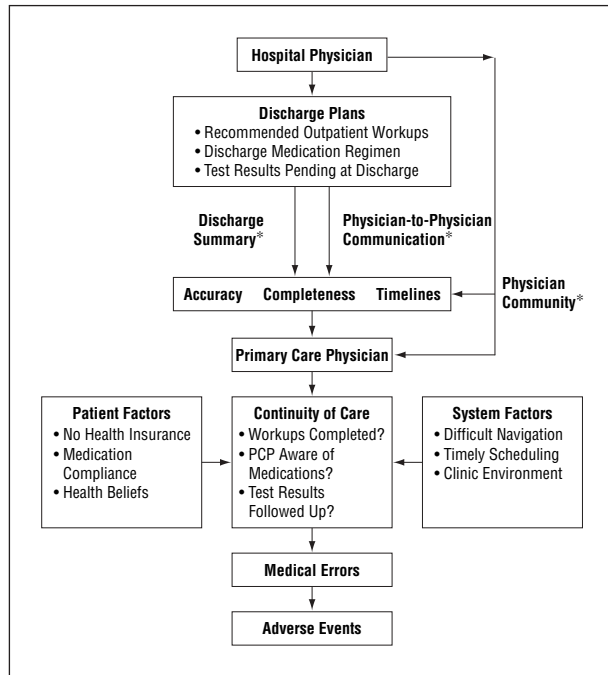 Hospital Physician
Discharge Plans
• Recommended Outpatient Workups
• Discharge Medication Regimen
• Test Results Pending at Discharge
Discharge
Summary*
Physician-to-Physician
Communication*
Physician
Community*
Accuracy Completeness Timelines
Primary Care Physician
Patient Factors
• No Health Insurance
• Medication
Compliance
• Health Beliefs
Continuity of Care
• Workups Completed?
• PCP Aware of
Medications?
• Test Results
Followed Up?
System Factors
• Difficult Navigation
• Timely Scheduling
• Clinic Environment
Medical Errors
Adverse Events